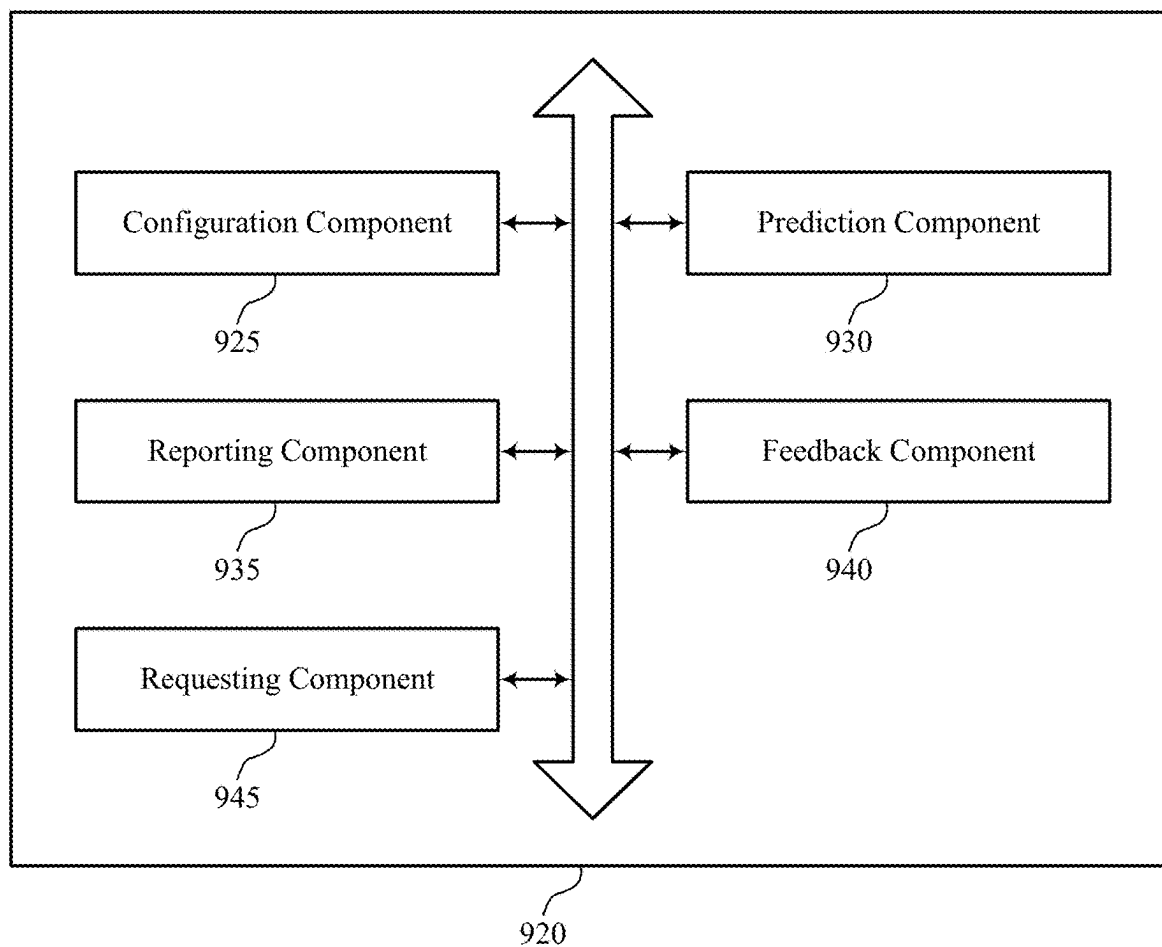 Configuration Component
Prediction Component
925
930
Reporting Component
Feedback Component
935
940
Requesting Component
945
920